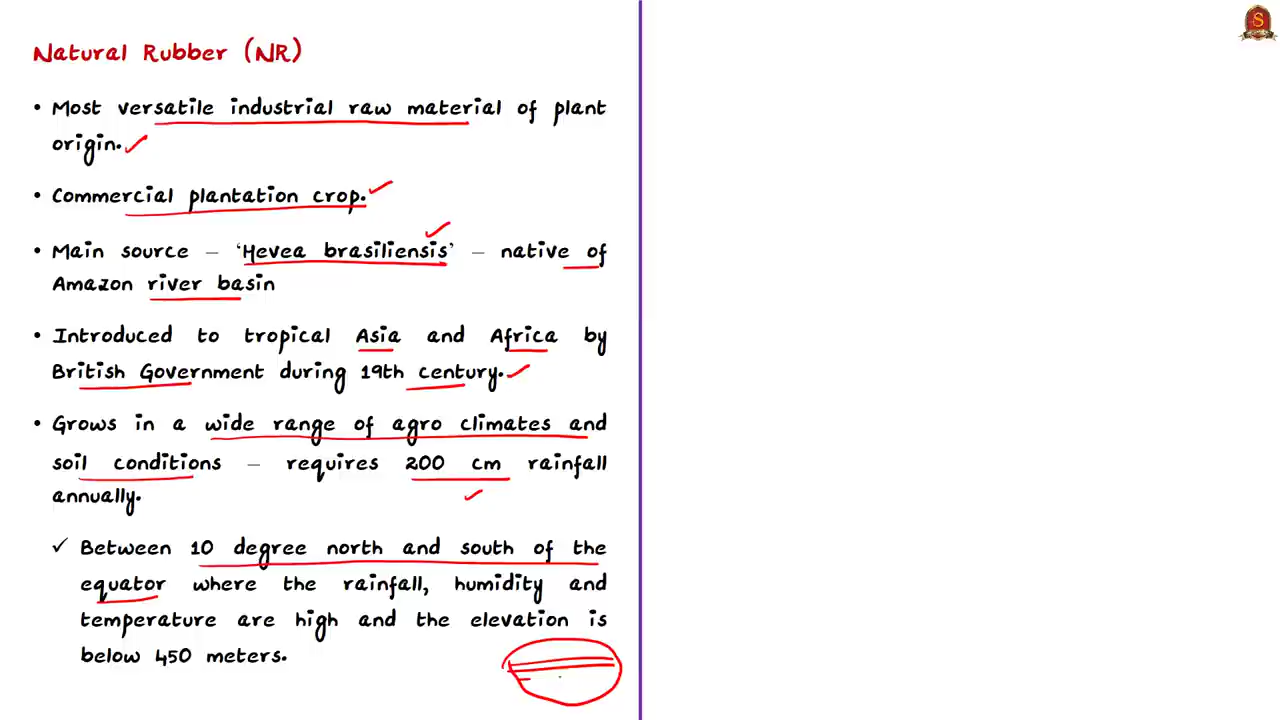 Natural Rubber (NR)
• Most versatile industrial raw material of plant
origin.
• Commercial plantation crop.
• Main source – ‘Hevea brasiliensis’ – native of
Amazon river basin
• Introduced to tropical Asia and Africa by
British Government during 19th century.
• Grows in a wide range of agro climates and
soil conditions – requires 200 cm rainfall
annually.
✓ Between 10 degree north and south of the
equator where the rainfall, humidity and
temperature are high and the elevation is
below 450 meters.
S